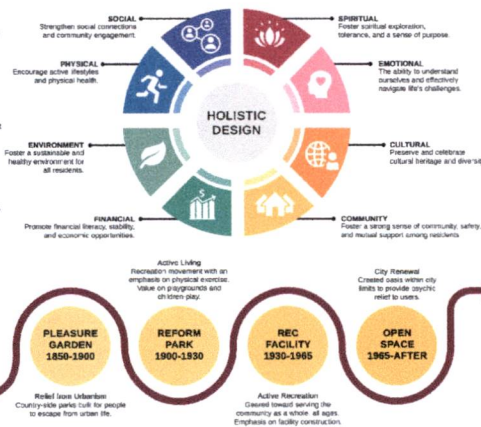 SOCIAL
Strengthen social connections
and community engagement.
SPIRITUAL
Foster spiritual exploration,
tolerance, and a sense of purpose.
PHYSICAL
Encourage active lifestyles
and physical health.
EMOTIONAL
The ability to understand
ourselves and effectively
navigate life's challenges.
HOLISTIC
DESIGN
ENVIRONMENT
Foster a sustainable and
healthy environment for
all residents.
CULTURAL
Preserve and celebrate
cultural heritage and diversi
FINANCIAL
Promote financial literacy, stability,
and economic opportunities.
$
COMMUNITY
Foster a strong sense of community, safety,
and mutual support among residents
Active Living
Recreation movement with an
emphasis on physical exercise.
Value on playgrounds and
children play.
City Renewal
Created oasis within city
limits to provide psychic
relief to users.
PLEASURE
GARDEN
1850-1900
REFORM
PARK
1900-1930
REC
FACILITY
1930-1965
OPEN
SPACE
1965-AFTER
Relief from Urbanism
Country-side parks built for people
to escape from urban life.
Active Recreation
Geared toward serving the
community as a whole, all ages.
Emphasis on facility construction.